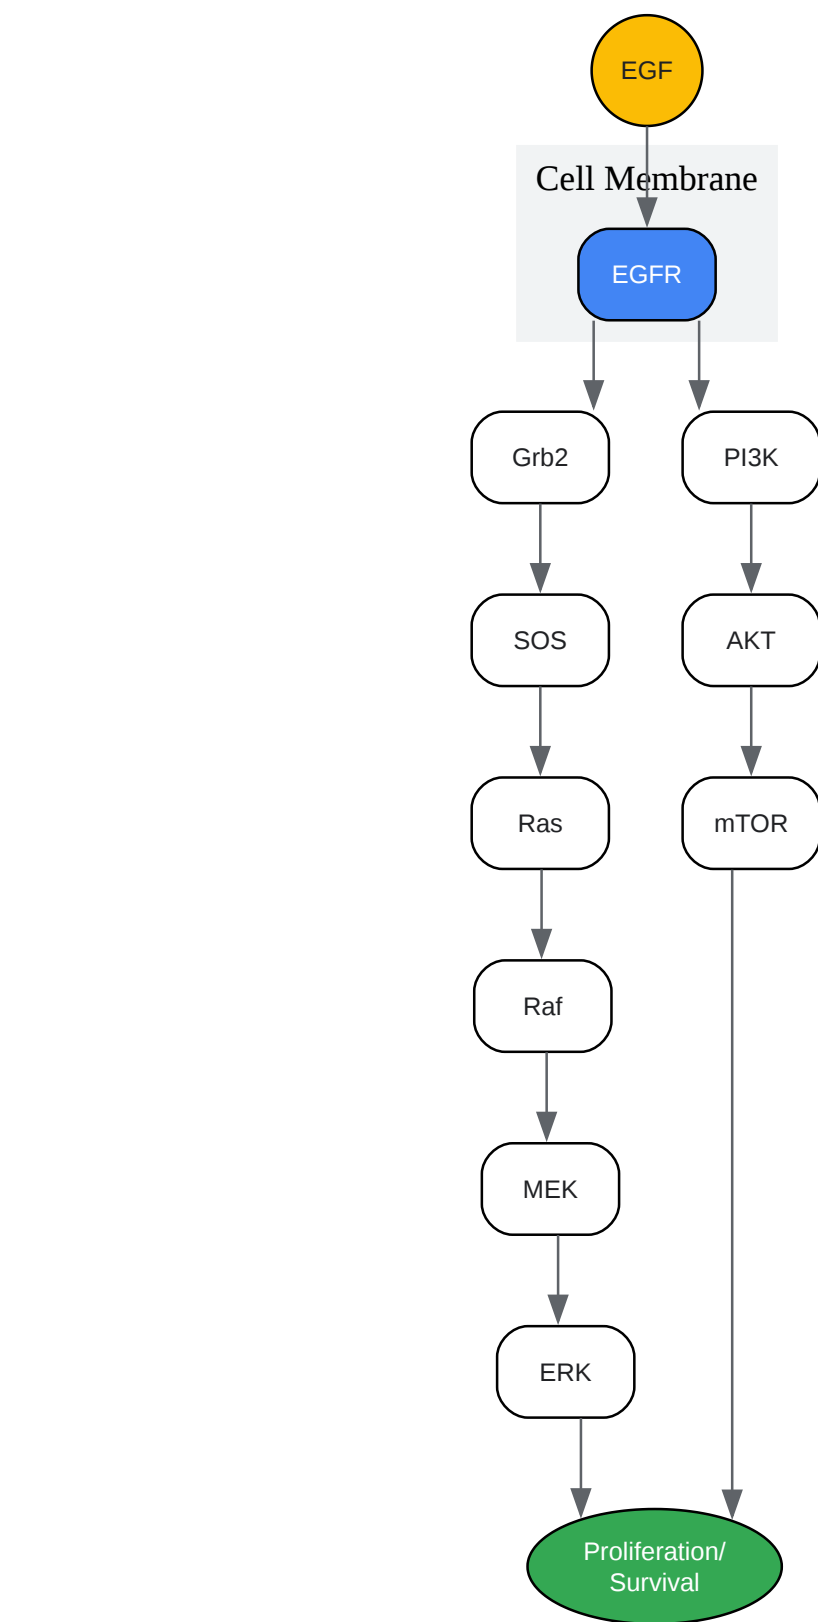 EGF
Cell Membrane
EGFR
Grb2
PI3K
SOS
AKT
Ras
mTOR
Raf
MEK
ERK
Proliferation/
Survival